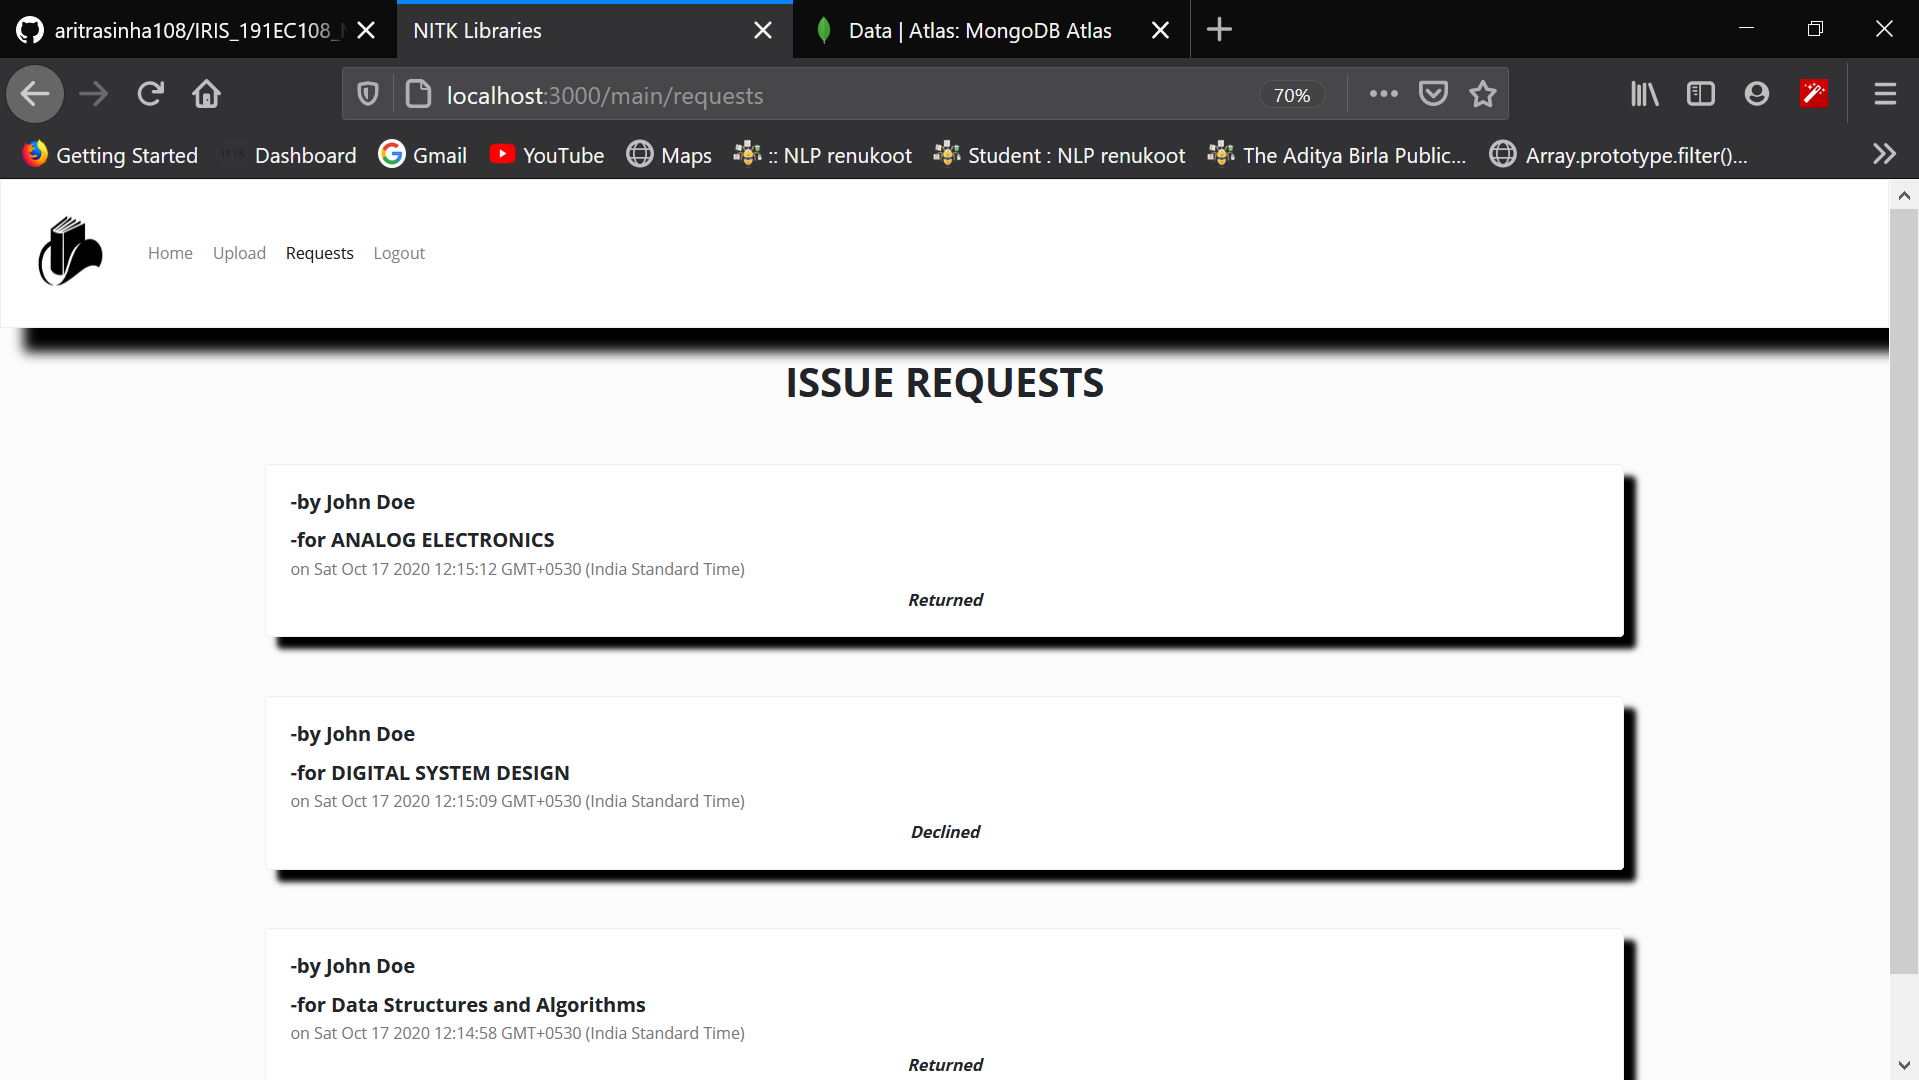 aritrasinha108/IRIS_191EC108_
NITK Libraries
Data | Atlas: MongoDB Atlas
localhost:3000/main/requests
70%
Getting Started
iris Dashboard
Gmail
YouTube
Maps
:: NLP renukoot
Student : NLP renukoot
The Aditya Birla Public...
Array.prototype.filter()...
Home
Upload
Requests
Logout
ISSUE REQUESTS
-by John Doe
-for ANALOG ELECTRONICS
on Sat Oct 17 2020 12:15:12 GMT+0530 (India Standard Time)
Returned
-by John Doe
-for DIGITAL SYSTEM DESIGN
on Sat Oct 17 2020 12:15:09 GMT+0530 (India Standard Time)
Declined
-by John Doe
-for Data Structures and Algorithms
on Sat Oct 17 2020 12:14:58 GMT+0530 (India Standard Time)
Returned